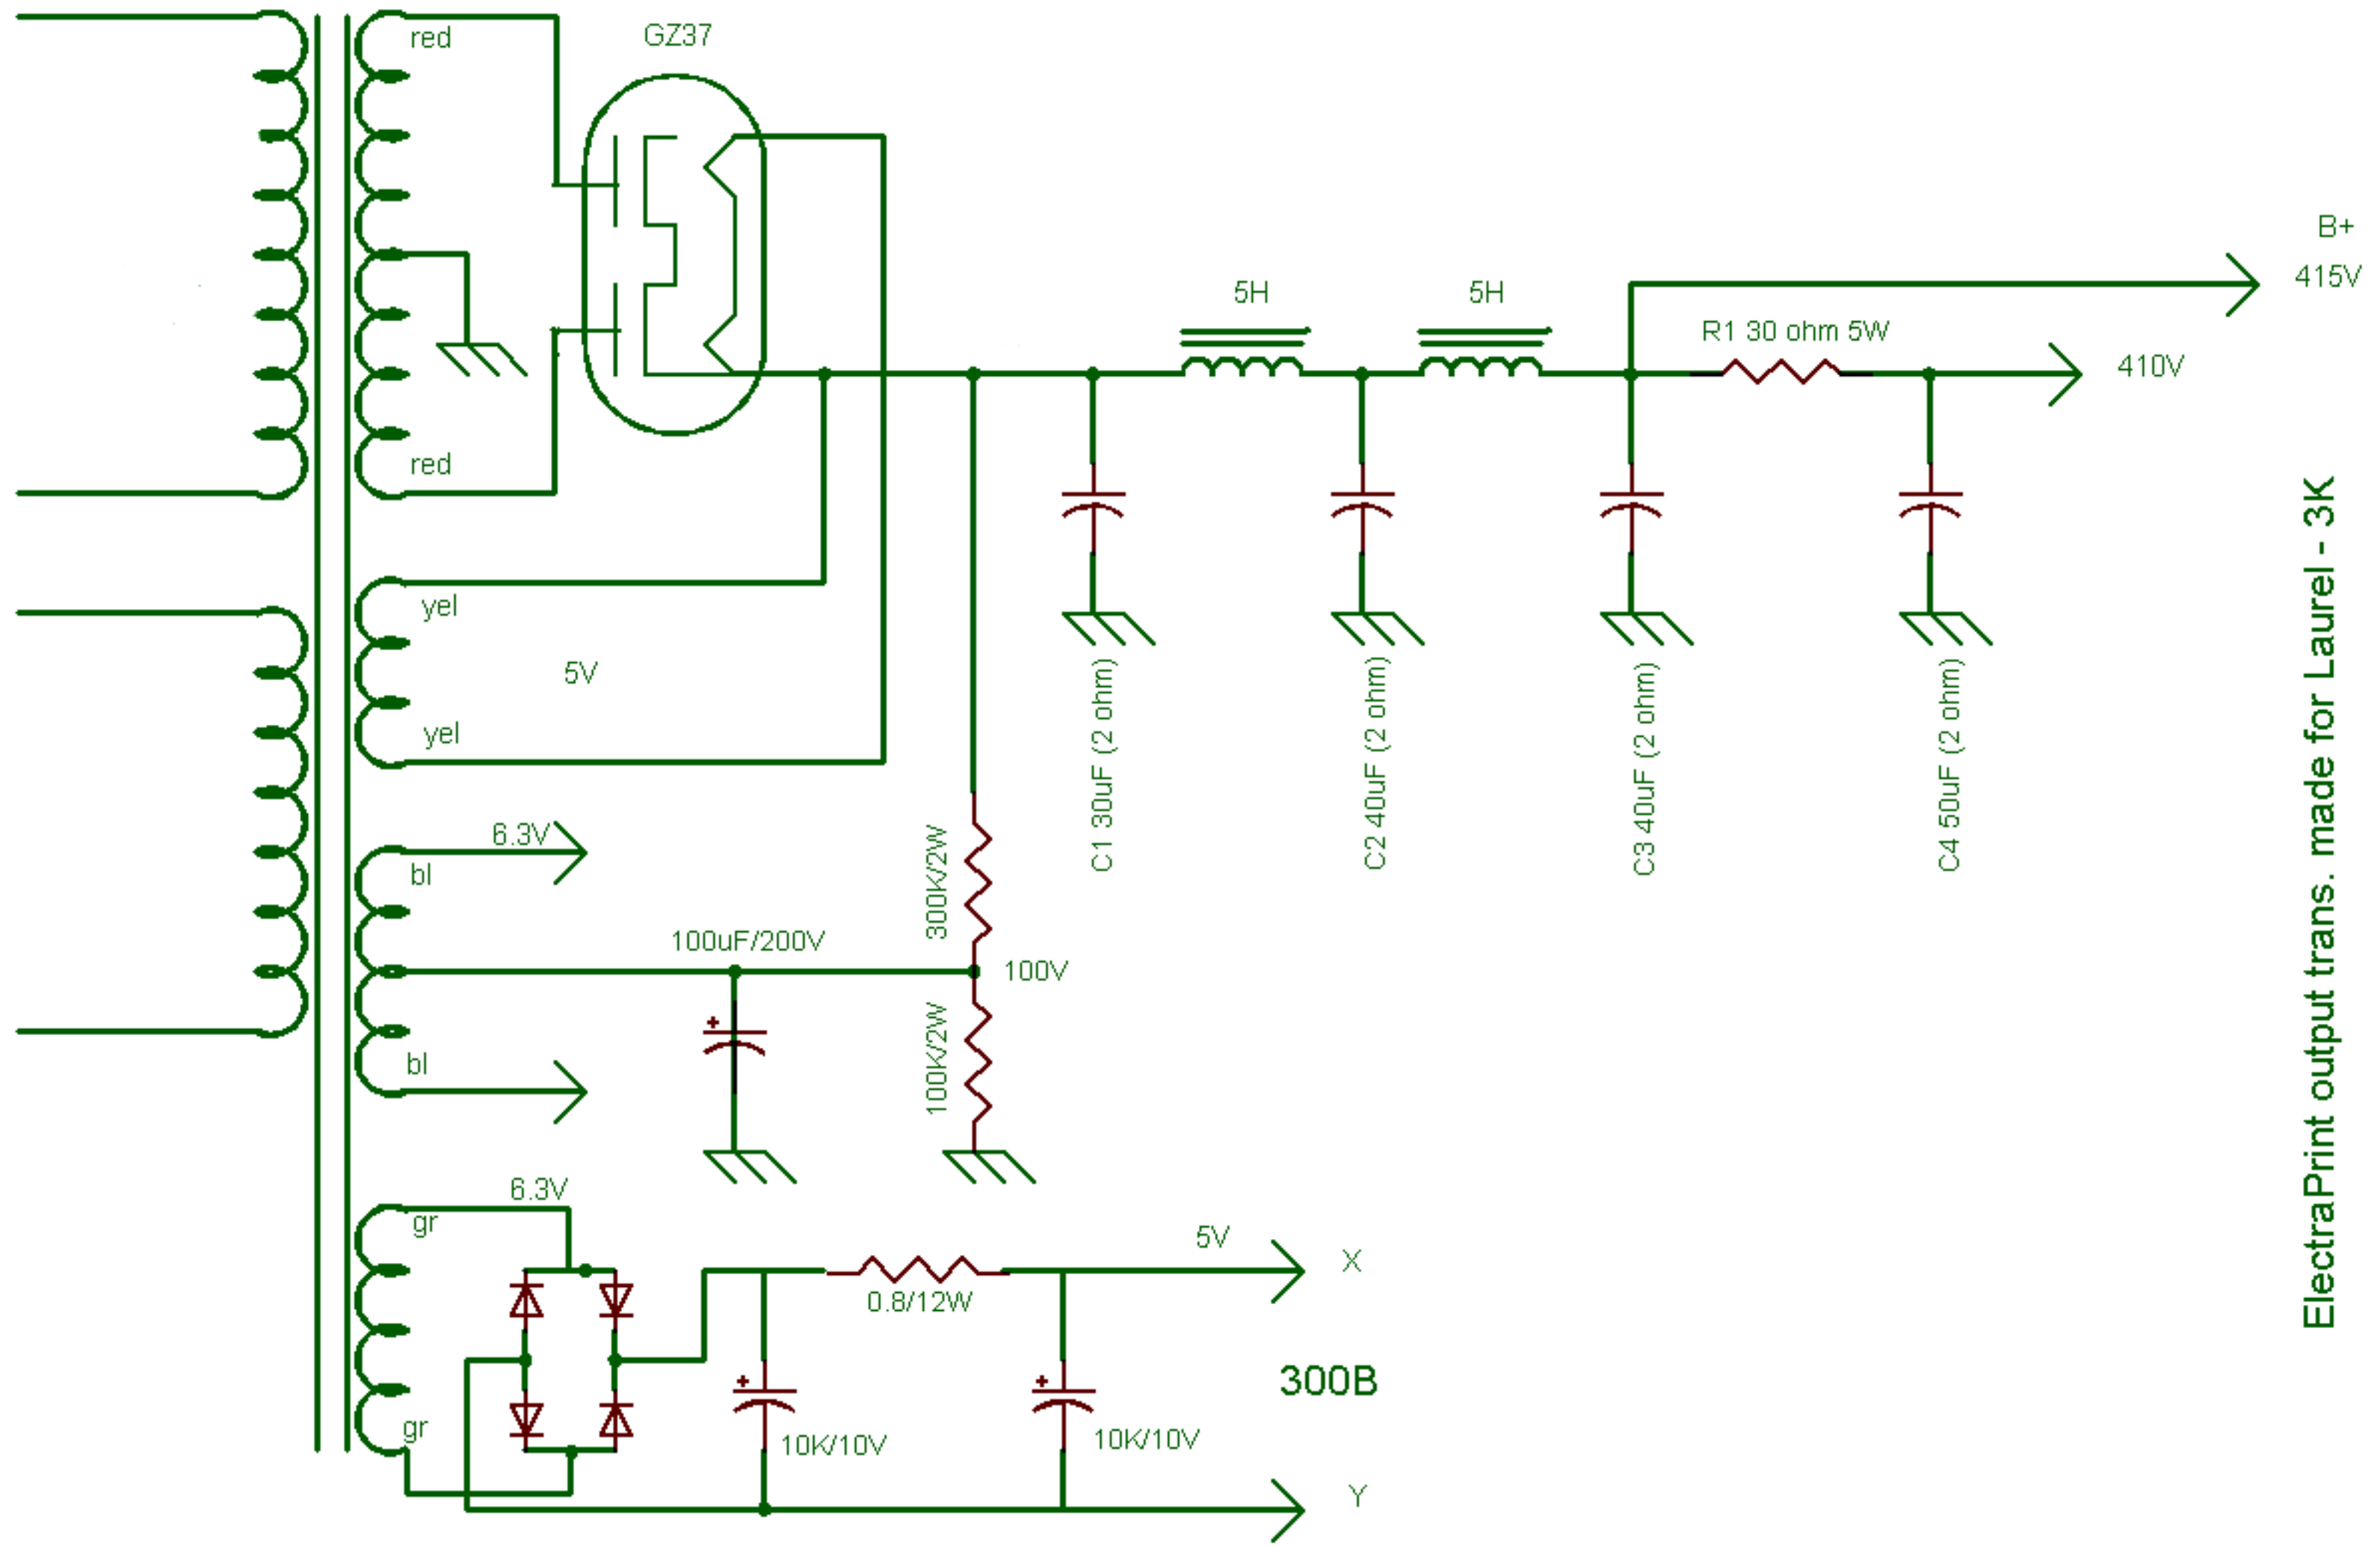 red
GZ37
B+
415V
5H
5H
R1 30 ohm 5W
410V
red
yel
5V
yel
C1 30uF (2 ohm)
C2 40uF (2 ohm)
C3 40uF (2 ohm)
C4 50uF (2 ohm)
ElectraPrint output trans. made for Laurel - 3K
6.3V
bl
300K/2W
100uF/200V
100V
100K/2W
bl
6.3V
gr
5V
X
0.8/12W
300B
gr
10K/10V
10K/10V
Y